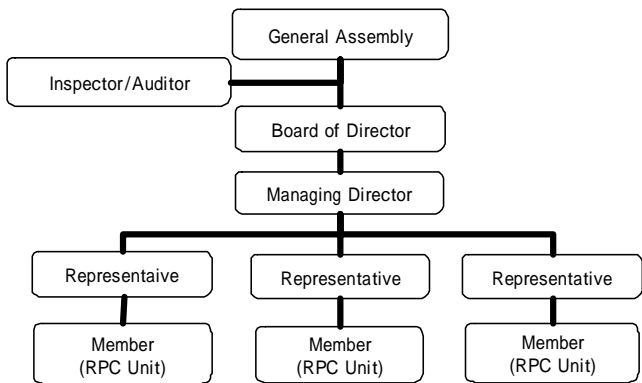 General Assembly
Inspector/Auditor
Board of Director
Managing Director
Representaive
Representative
Representative
Member
(RPC Unit)
Member
(RPC Unit)
Member
(RPC Unit)